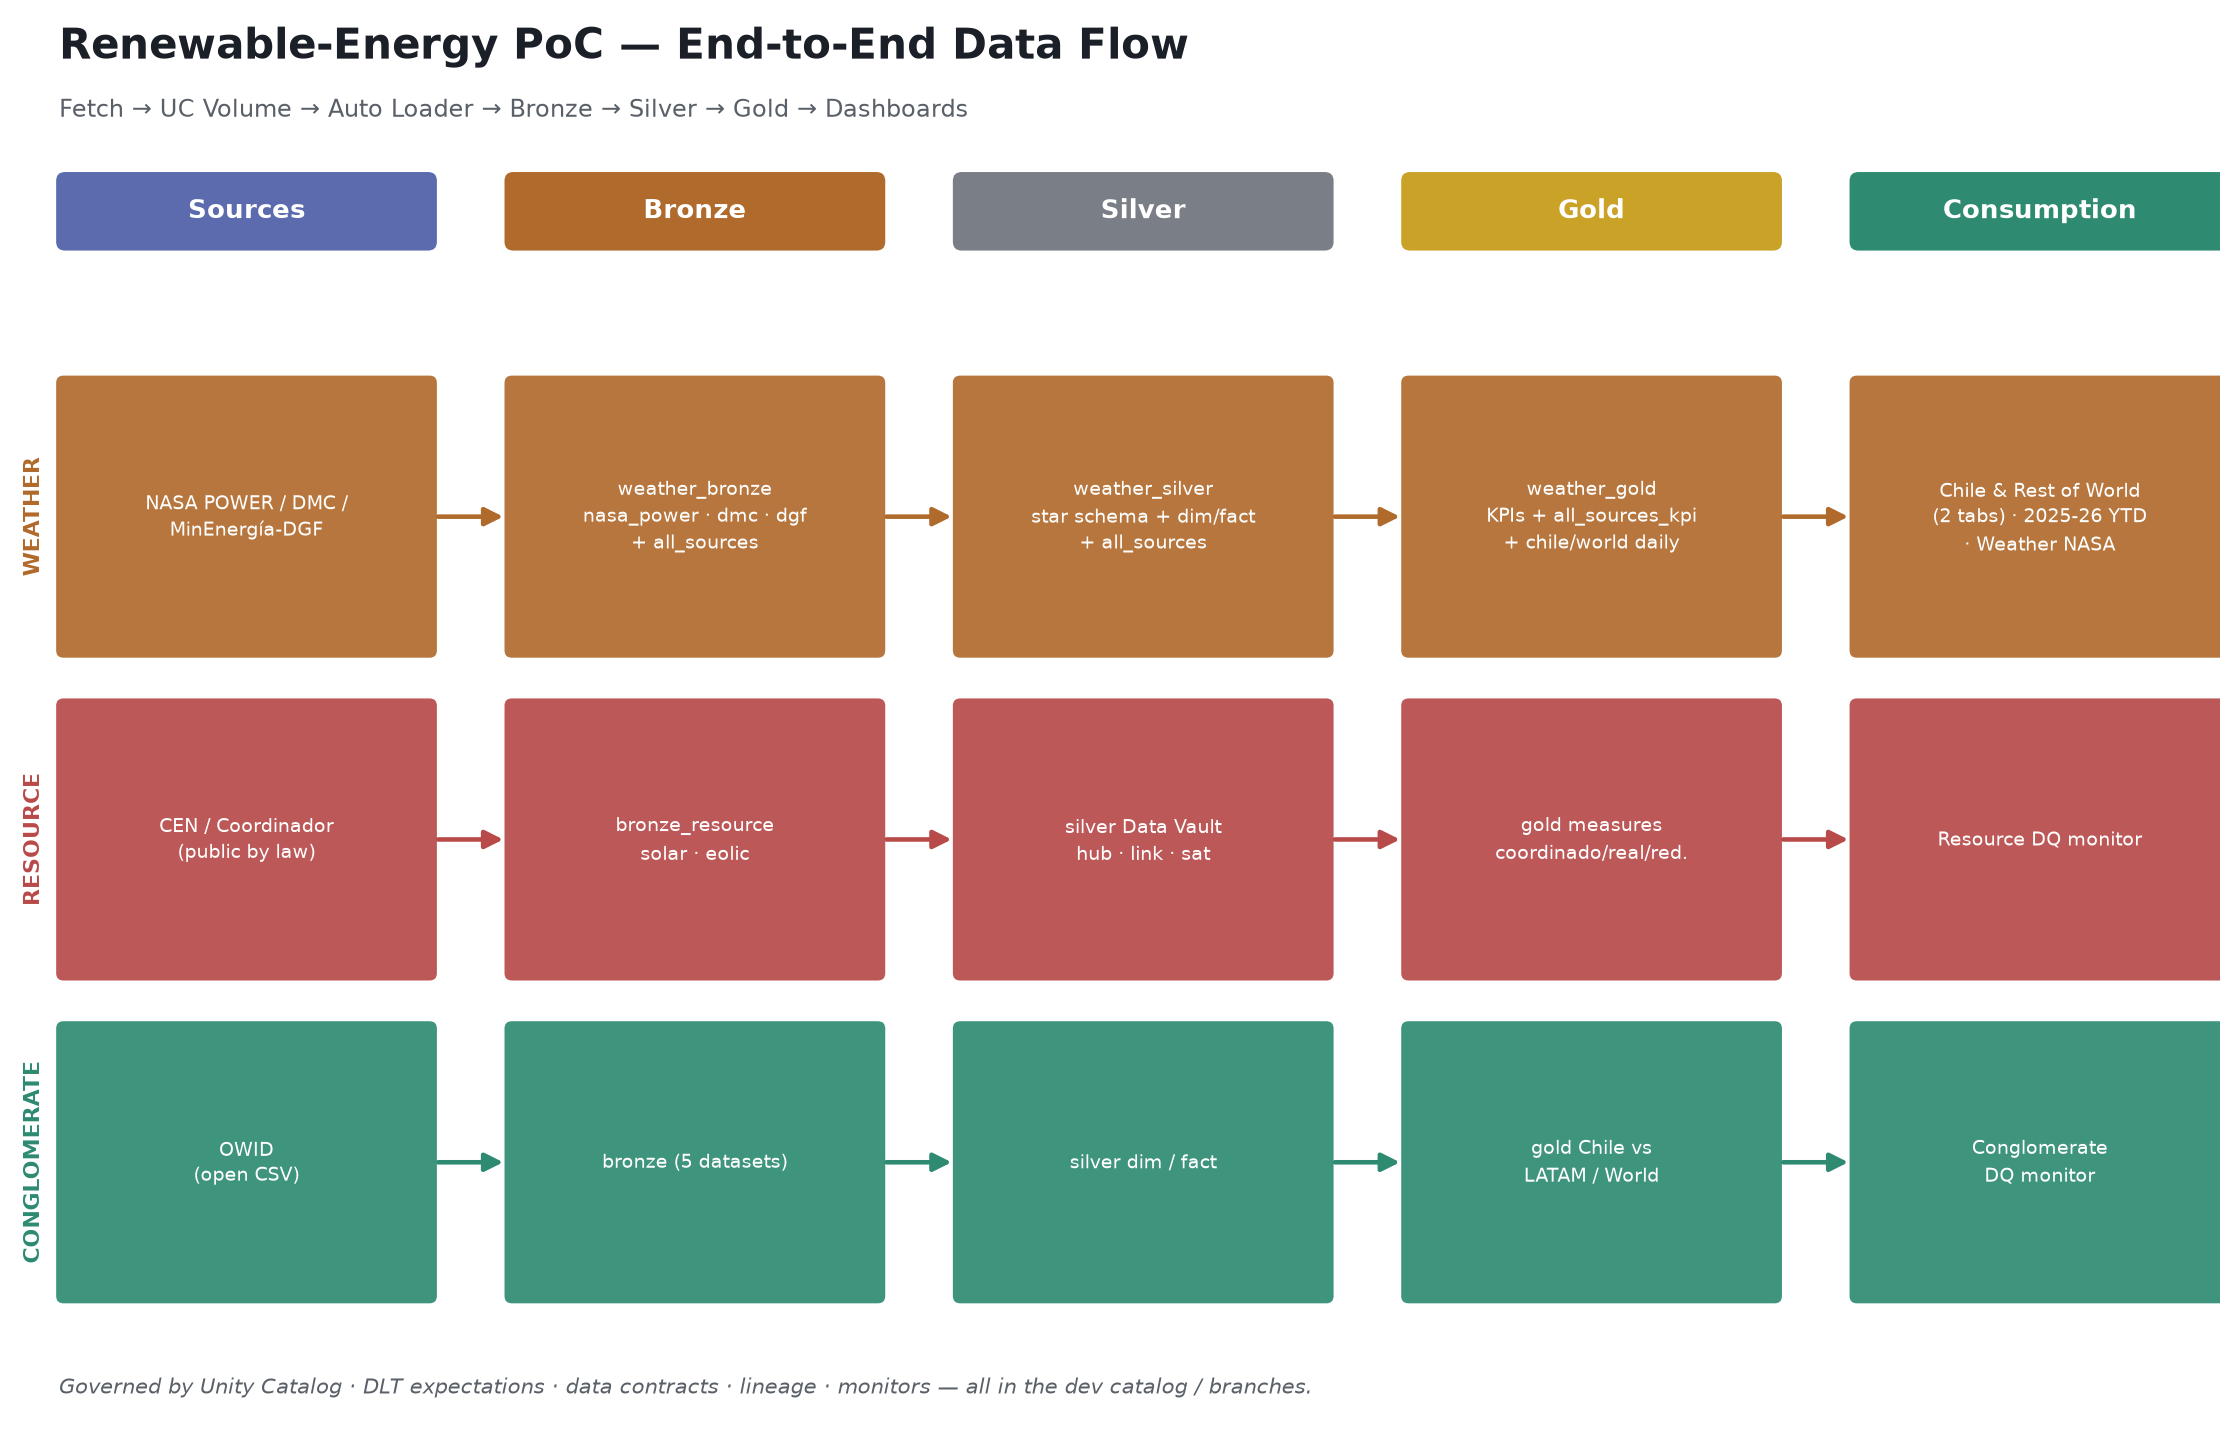 Renewable-Energy PoC — End-to-End Data Flow
Fetch → UC Volume → Auto Loader → Bronze → Silver → Gold → Dashboards
Sources
Bronze
Silver
Gold
Consumption
WEATHER
NASA POWER / DMC /
MinEnergía-DGF
weather_bronze
nasa_power · dmc · dgf
+ all_sources
weather_silver
star schema + dim/fact
+ all_sources
weather_gold
KPIs + all_sources_kpi
+ chile/world daily
Chile & Rest of World
(2 tabs) · 2025-26 YTD
· Weather NASA
RESOURCE
CEN / Coordinador
(public by law)
bronze_resource
solar · eolic
silver Data Vault
hub · link · sat
gold measures
coordinado/real/red.
Resource DQ monitor
CONGLOMERATE
OWID
(open CSV)
bronze (5 datasets)
silver dim / fact
gold Chile vs
LATAM / World
Conglomerate
DQ monitor
Governed by Unity Catalog · DLT expectations · data contracts · lineage · monitors — all in the dev catalog / branches.